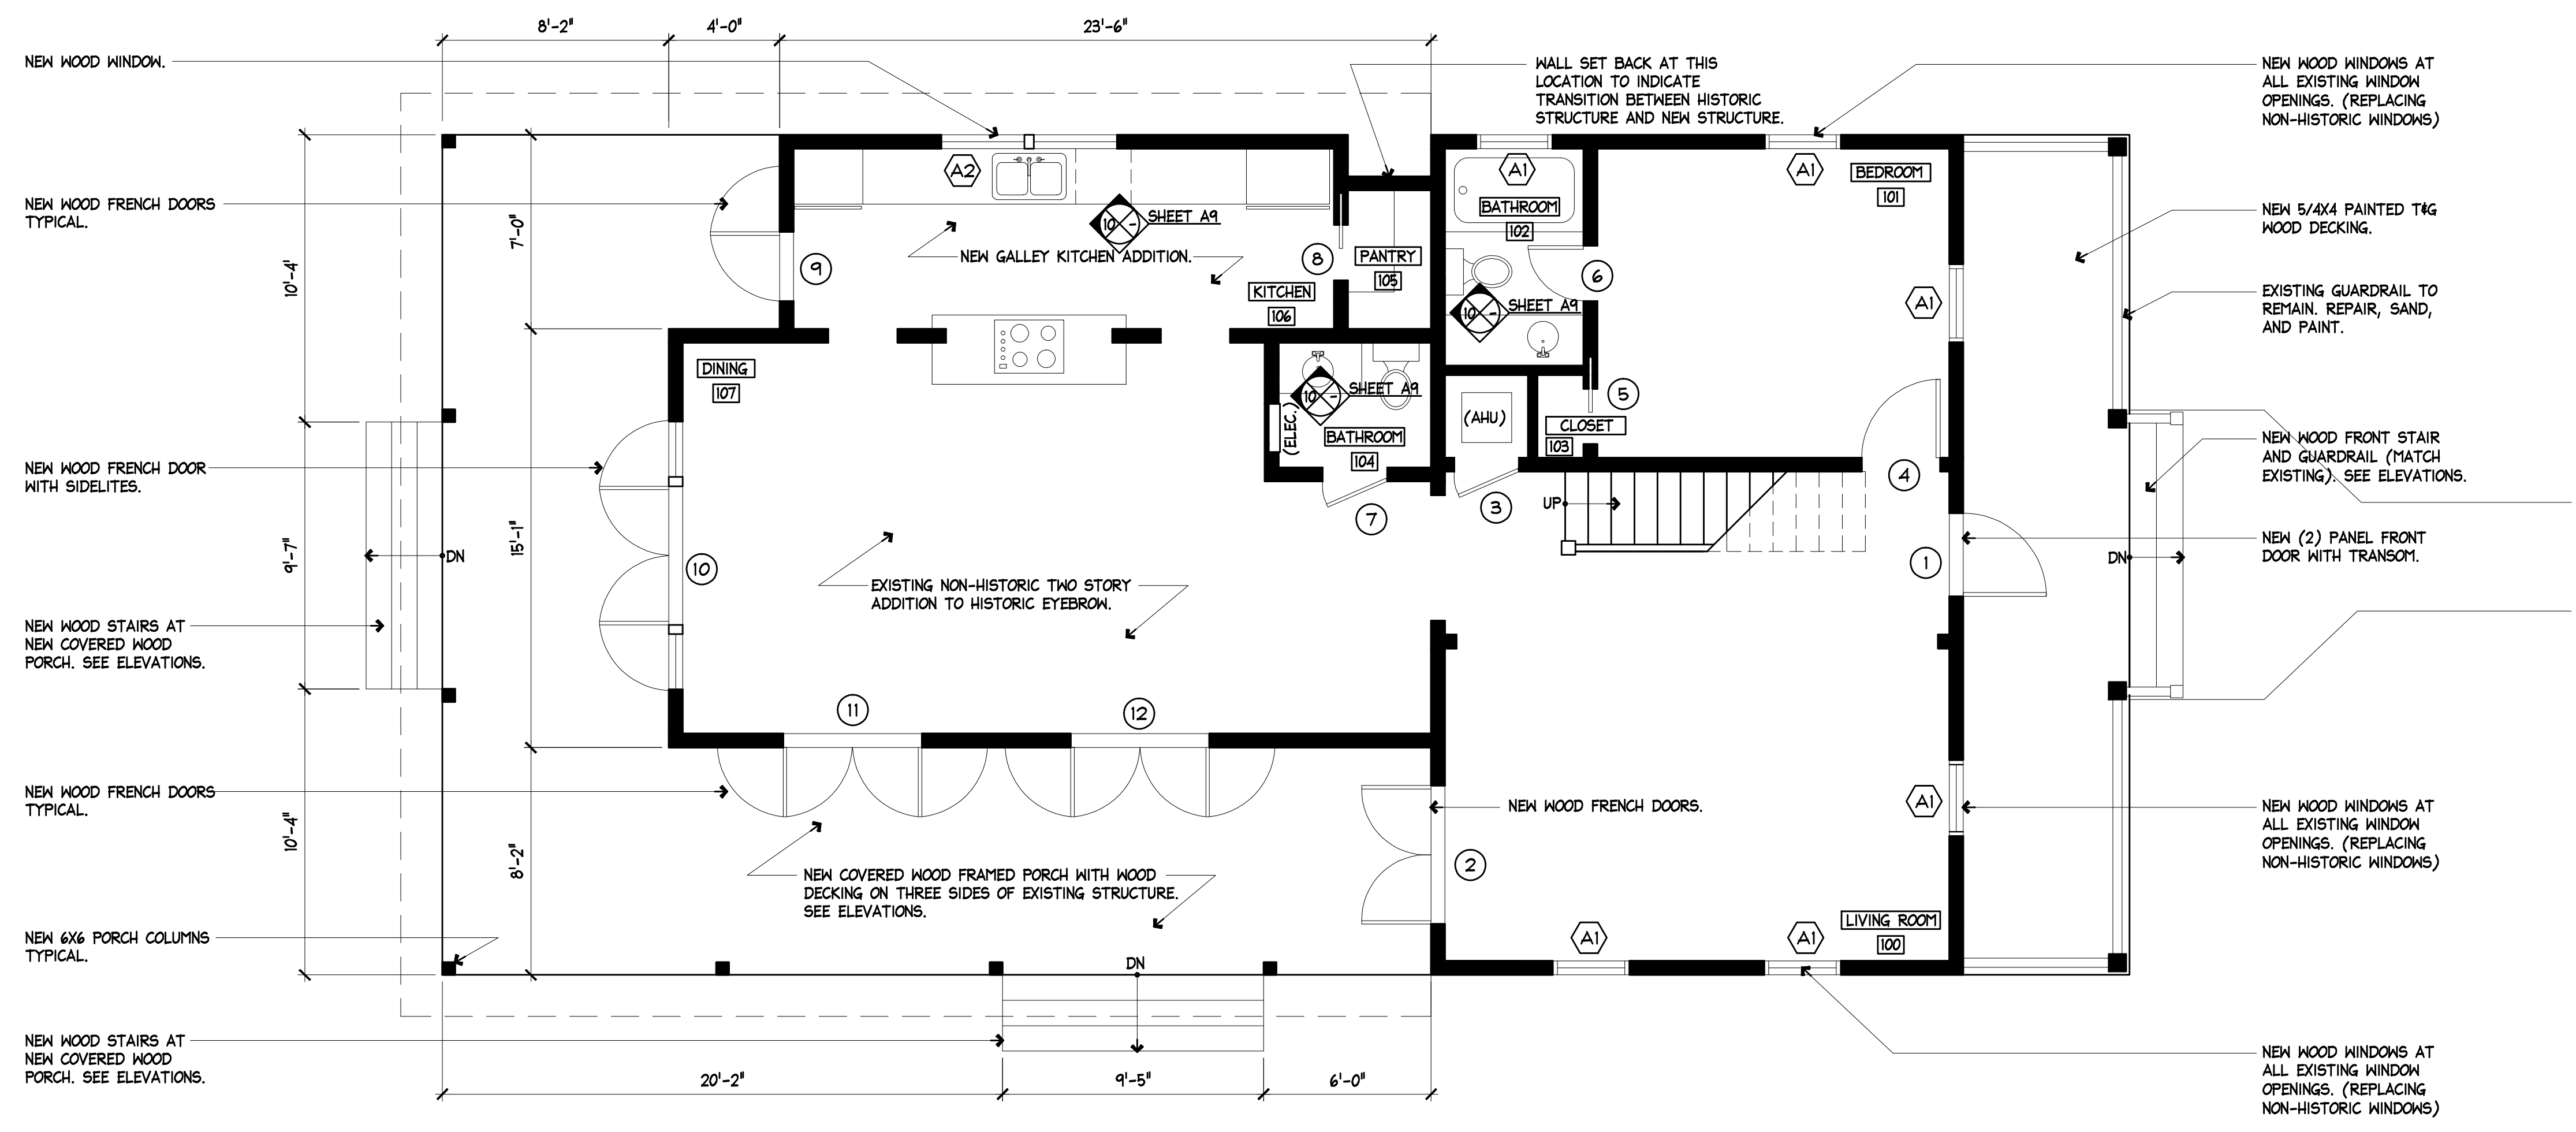 8'-2"
4'-0"
23'-6"
NEW WOOD WINDOW.
WALL SET BACK AT THIS
LOCATION TO INDICATE
TRANSITION BETWEEN HISTORIC
STRUCTURE AND NEW STRUCTURE.
NEW WOOD WINDOWS AT
ALL EXISTING WINDOW
OPENINGS. (REPLACING
NON-HISTORIC WINDOWS)
A2
A1
A1
BEDROOM
101
NEW WOOD FRENCH DOORS
TYPICAL.
7'-0"
10
-
SHEET A9
BATHROOM
102
NEW 5/4X4 PAINTED T&G
WOOD DECKING.
10'-4'
9
NEW GALLEY KITCHEN ADDITION.
8
PANTRY
105
6
KITCHEN
106
10
-
SHEET A9
A1
EXISTING GUARDRAIL TO
REMAIN. REPAIR, SAND,
AND PAINT.
DINING
107
10
-
SHEET A9
(ELEC.)
BATHROOM
104
(AHU)
5
CLOSET
103
4
NEW WOOD FRONT STAIR
AND GUARDRAIL (MATCH
EXISTING). SEE ELEVATIONS.
NEW WOOD FRENCH DOOR
WITH SIDELITES.
7
3
UP
9'-7"
15'-1"
DN
10
EXISTING NON-HISTORIC TWO STORY
ADDITION TO HISTORIC EYEBROW.
1
DN
NEW (2) PANEL FRONT
DOOR WITH TRANSOM.
NEW WOOD STAIRS AT
NEW COVERED WOOD
PORCH. SEE ELEVATIONS.
11
12
NEW WOOD FRENCH DOORS
TYPICAL.
NEW WOOD FRENCH DOORS.
A1
NEW WOOD WINDOWS AT
ALL EXISTING WINDOW
OPENINGS. (REPLACING
NON-HISTORIC WINDOWS)
10'-4"
8'-2"
2
NEW COVERED WOOD FRAMED PORCH WITH WOOD
DECKING ON THREE SIDES OF EXISTING STRUCTURE.
SEE ELEVATIONS.
NEW 6X6 PORCH COLUMNS
TYPICAL.
A1
A1
LIVING ROOM
100
DN
NEW WOOD STAIRS AT
NEW COVERED WOOD
PORCH. SEE ELEVATIONS.
NEW WOOD WINDOWS AT
ALL EXISTING WINDOW
OPENINGS. (REPLACING
NON-HISTORIC WINDOWS)
20'-2"
9'-5"
6'-0"